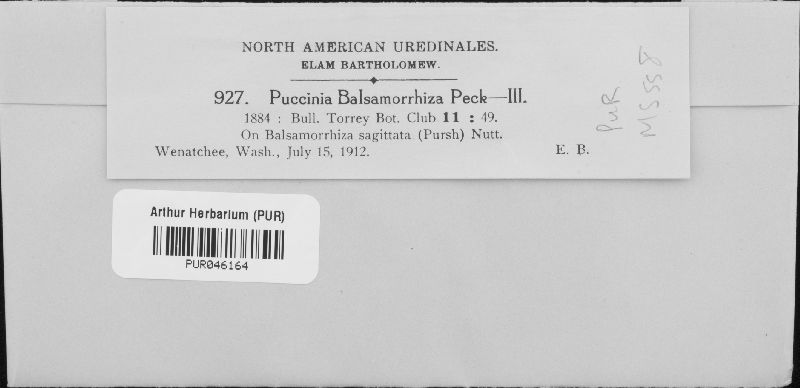 NORTH AMERICAN UREDINALES.
ELAM BARTHOLOMEW.
927. Puccinia Balsamorrhiza Peck—III.
1884 : Bull. Torrey Bot. Club 11 : 49.
On Balsamorrhiza sagittata (Pursh) Nutt.
Wenatchee, Wash., July 15, 1912. E. B.
PUR
M5558
Arthur Herbarium (PUR)
PUR046164